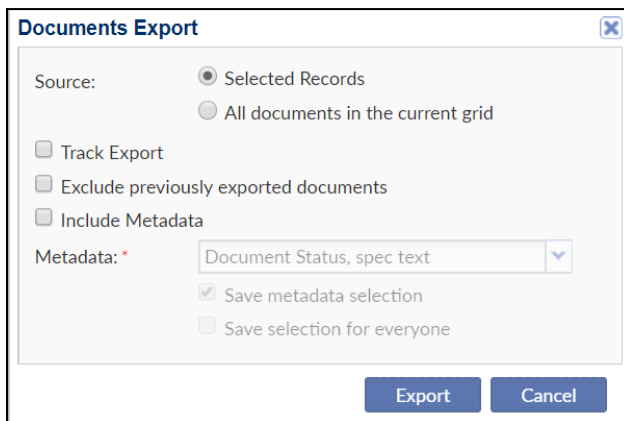 Documents Export
Source:
Selected Records
All documents in the current grid
Track Export
Exclude previously exported documents
Include Metadata
Metadata: *
Document Status, spec text
Save metadata selection
Save selection for everyone
Export
Cancel